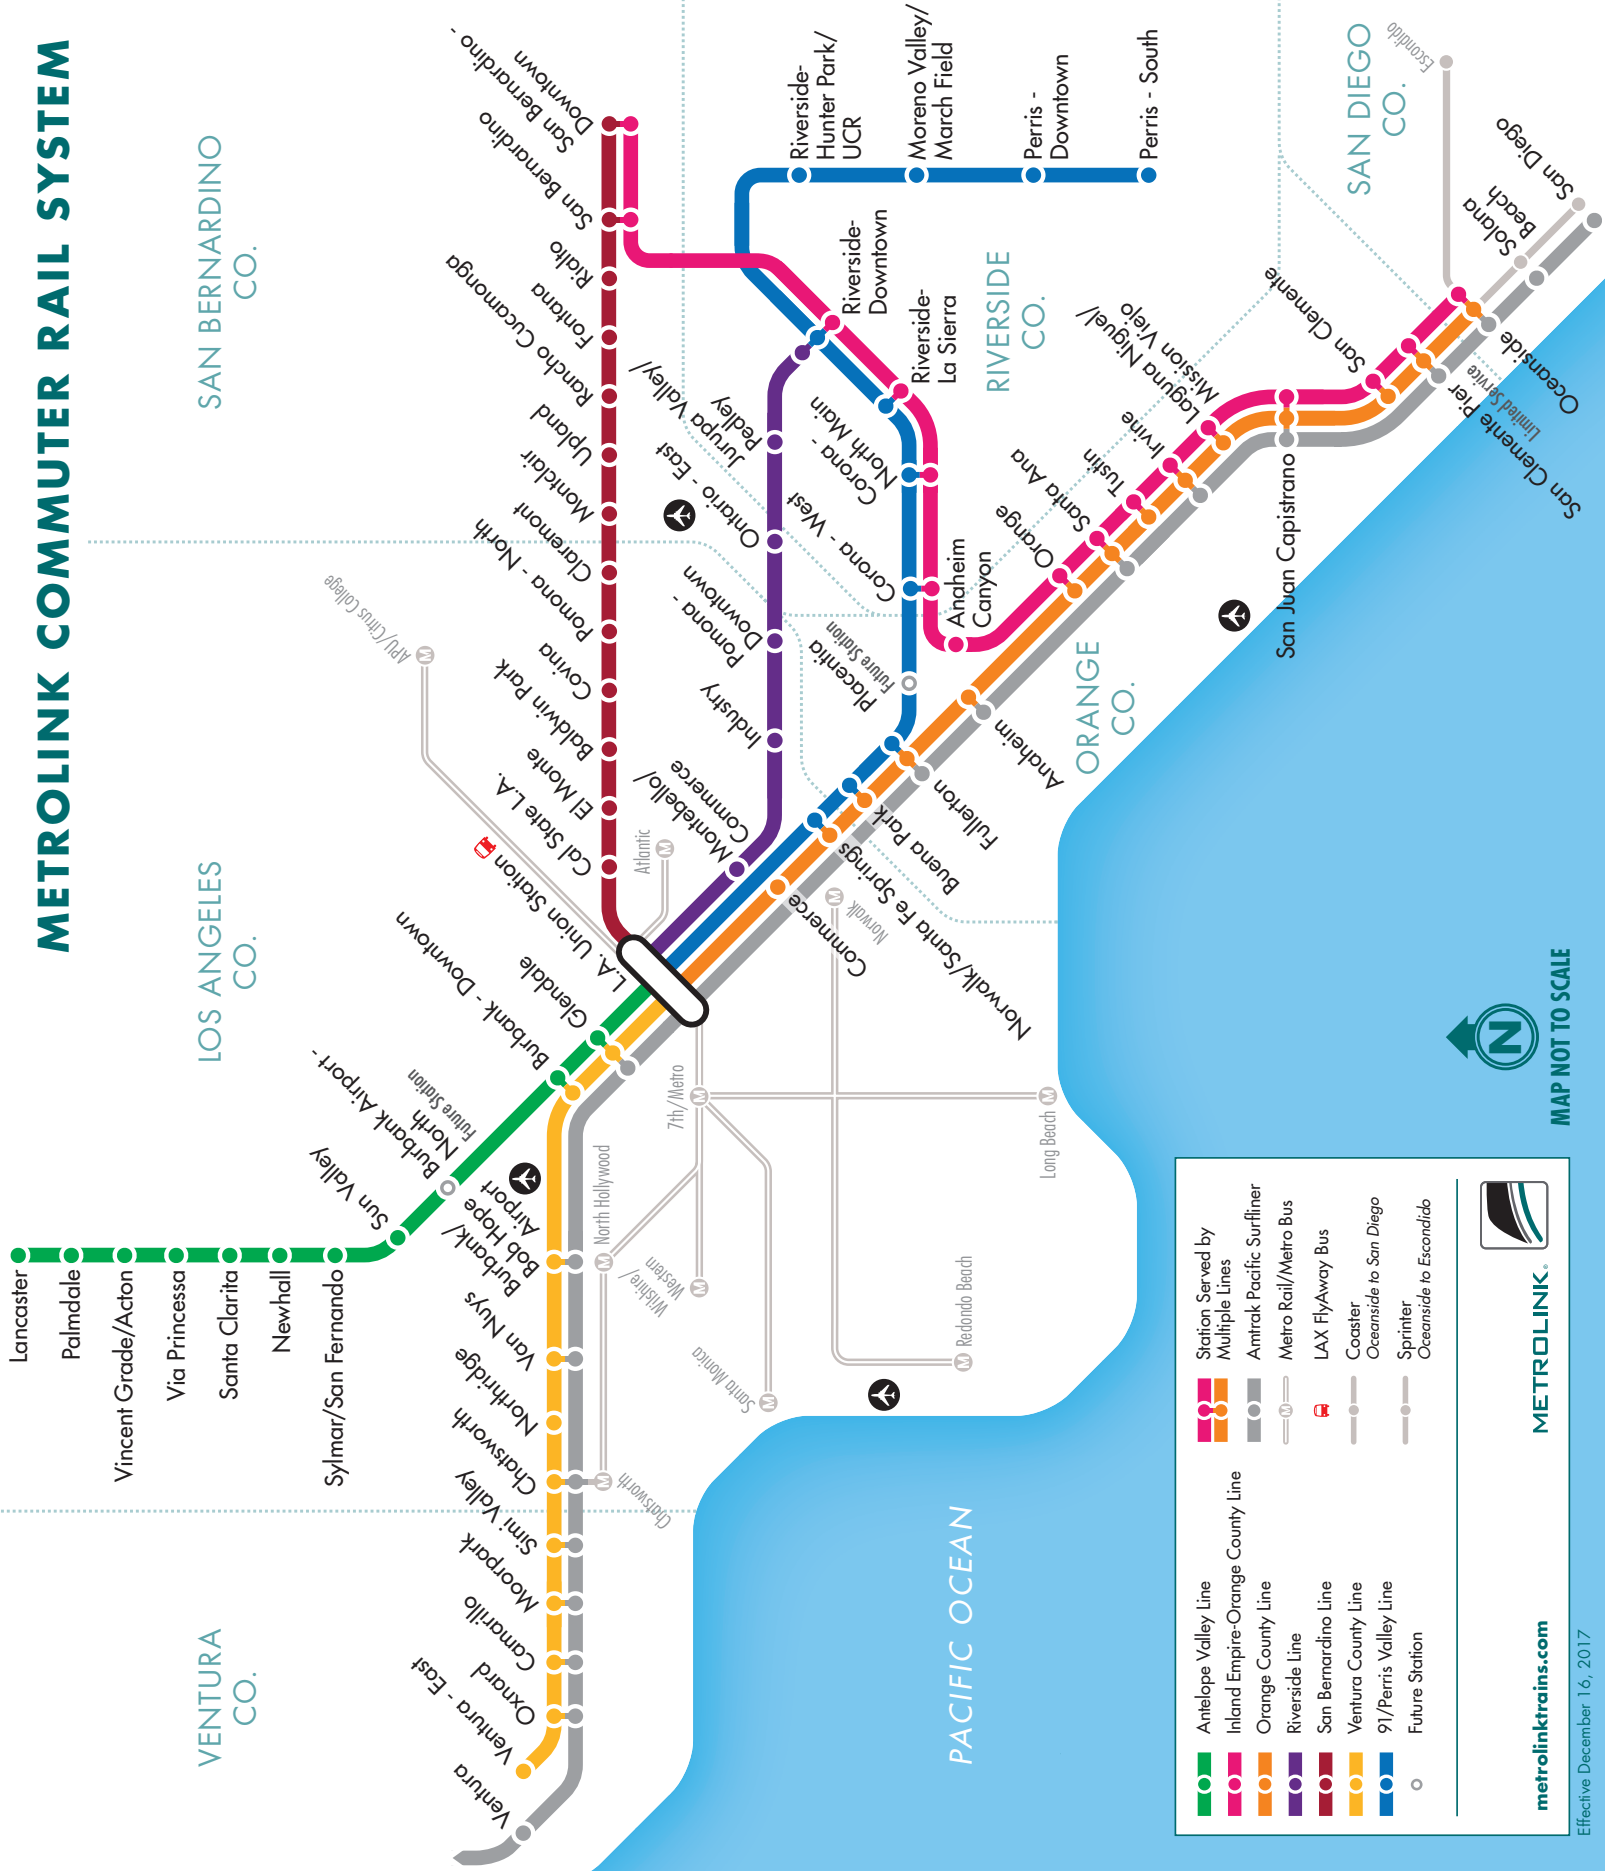 METROLINK COMMUTER RAIL SYSTEM
VENTURA
CO.
LOS ANGELES
CO.
SAN BERNARDINO
CO.
RIVERSIDE
CO.
ORANGE
CO.
SAN DIEGO
CO.
PACIFIC OCEAN
Lancaster
Palmdale
Vincent Grade/Acton
Via Princessa
Santa Clarita
Newhall
Sylmar/San Fernando
Sun Valley
Burbank Airport -
North
Future Station
Burbank - Downtown
Glendale
L.A. Union Station
Ventura
Ventura - East
Oxnard
Camarillo
Moorpark
Simi Valley
Chatsworth
Northridge
Van Nuys
Burbank/
Bob Hope
Airport
Cal State L.A.
El Monte
Baldwin Park
Covina
Pomona - North
Claremont
Montclair
Upland
Rancho Cucamonga
Fontana
Rialto
San Bernardino
San Bernardino -
Downtown
Montebello/
Commerce
Industry
Pomona -
Downtown
Ontario - East
Jurupa Valley/
Pedley
Riverside-
Downtown
Riverside-
La Sierra
Corona -
North Main
Corona - West
Placentia
Future Station
Riverside-
Hunter Park/
UCR
Moreno Valley/
March Field
Perris -
Downtown
Perris - South
Anaheim
Canyon
Commerce
Norwalk/Santa Fe Springs
Buena Park
Fullerton
Anaheim
Orange
Santa Ana
Tustin
Irvine
Laguna Niguel/
Mission Viejo
San Juan Capistrano
San Clemente
San Clemente Pier
Limited Service
Oceanside
Solana
Beach
San Diego
Escondido
APU/Citrus College
M
Atlantic
M
7th/Metro
M
North Hollywood
M
Wilshire/
Western
M
Santa Monica
M
Chatsworth
M
Redondo Beach
M
Norwalk
M
Long Beach
M
N
MAP NOT TO SCALE
Antelope Valley Line
Inland Empire-Orange County Line
Orange County Line
Riverside Line
San Bernardino Line
Ventura County Line
91/Perris Valley Line
Future Station
Station Served by
Multiple Lines
Amtrak Pacific Surfliner
M
Metro Rail/Metro Bus
LAX FlyAway Bus
Coaster
Oceanside to San Diego
Sprinter
Oceanside to Escondido
metrolinktrains.com
METROLINK®
Effective December 16, 2017